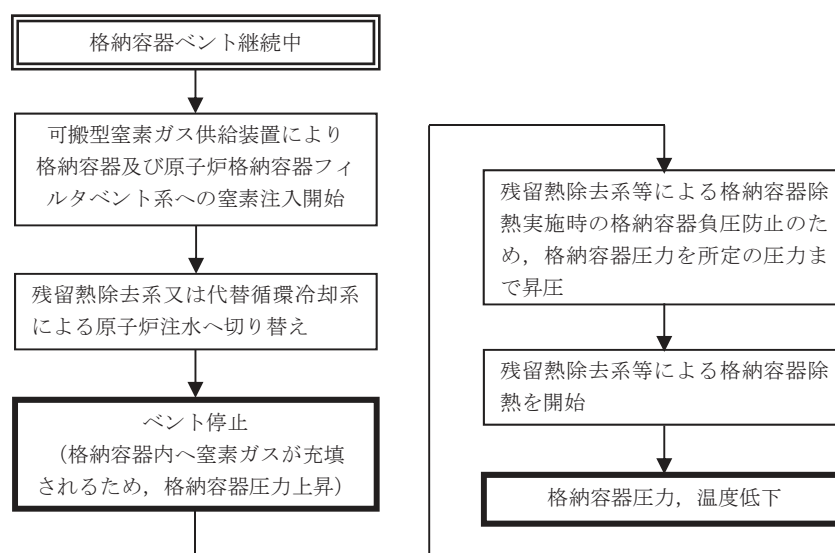 格納容器ベント継続中
可搬型窒素ガス供給装置により
格納容器及び原子炉格納容器フィ
ルタベント系への窒素注入開始
残留熱除去系又は代替循環冷却系
による原子炉注水へ切り替え
ベント停止
（格納容器内へ窒素ガスが充填
されるため，格納容器圧力上昇）
残留熱除去系等による格納容器除
熱実施時の格納容器負圧防止のた
め，格納容器圧力を所定の圧力ま
で昇圧
残留熱除去系等による格納容器除
熱を開始
格納容器圧力，温度低下